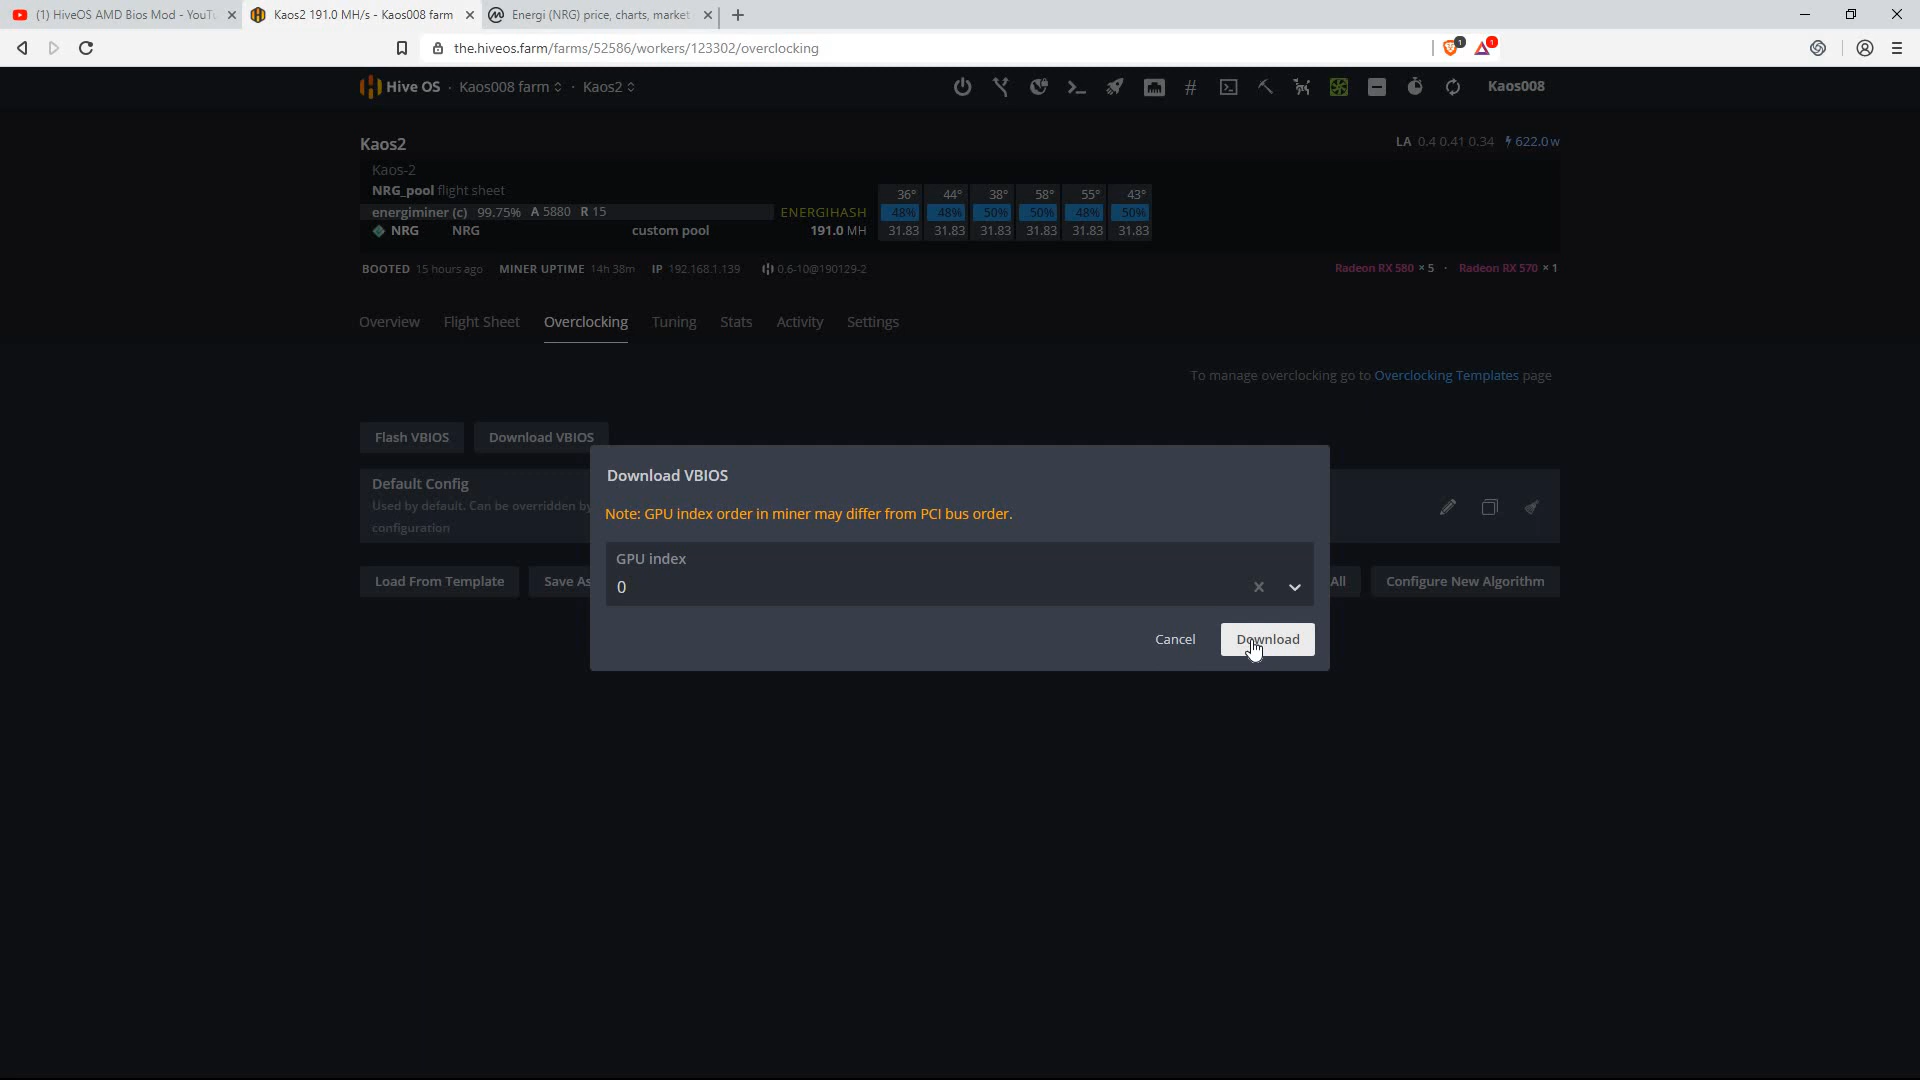 (1) HiveOS AMD Bios Mod - YouTu
Kaos2 191.0 MH/s - Kaos008 farm
Energi (NRG) price, charts, market
the.hiveos.farm/farms/52586/workers/123302/overclocking
1
1
Hive OS · Kaos008 farm · Kaos2
#
Kaos008
Kaos2
LA 0.4 0.41 0.34 622.0 w
Kaos-2
NRG_pool flight sheet
36° 44° 38° 58° 55° 43°
energiminer (c) 99.75% A 5880 R 15 ENERGIHASH 48% 48% 50% 50% 48% 50%
NRG NRG custom pool 191.0 MH 31.83 31.83 31.83 31.83 31.83 31.83
BOOTED 15 hours ago MINER UPTIME 14h 38m IP 192.168.1.139 0.6-10@190129-2
Radeon RX 580 × 5 · Radeon RX 570 × 1
Overview Flight Sheet Overclocking Tuning Stats Activity Settings
To manage overclocking go to Overclocking Templates page
Flash VBIOS Download VBIOS
Download VBIOS
Default Config
Used by default. Can be overridden by
configuration
Note: GPU index order in miner may differ from PCI bus order.
GPU index
0
Load From Template Save As All Configure New Algorithm
Cancel Download